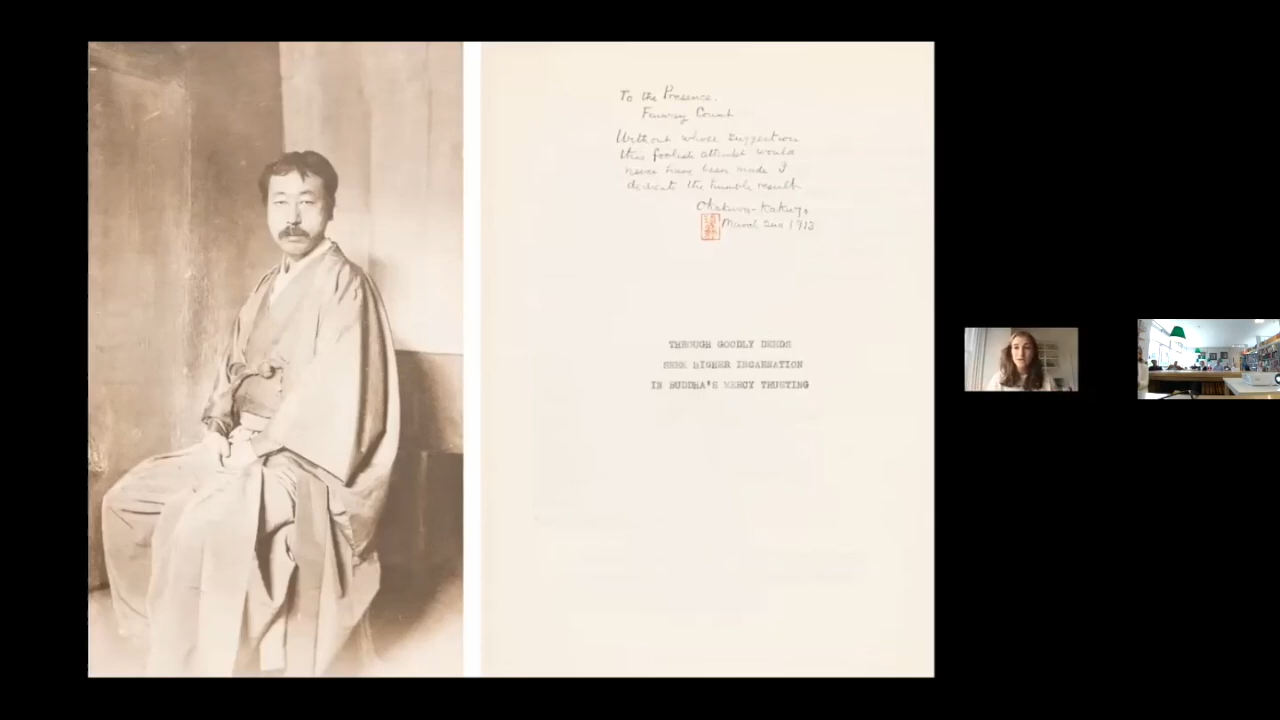 To the Presence.
Fenway Court
Without whose suggestion
this foolish attempt would
never have been made I
dedicate the humble result
Okakura-Kakuzo
March 1913
THROUGH GOODLY DEEDS
SEEK HIGHER INCARNATION
IN BUDDHA'S MERCY TRUSTING